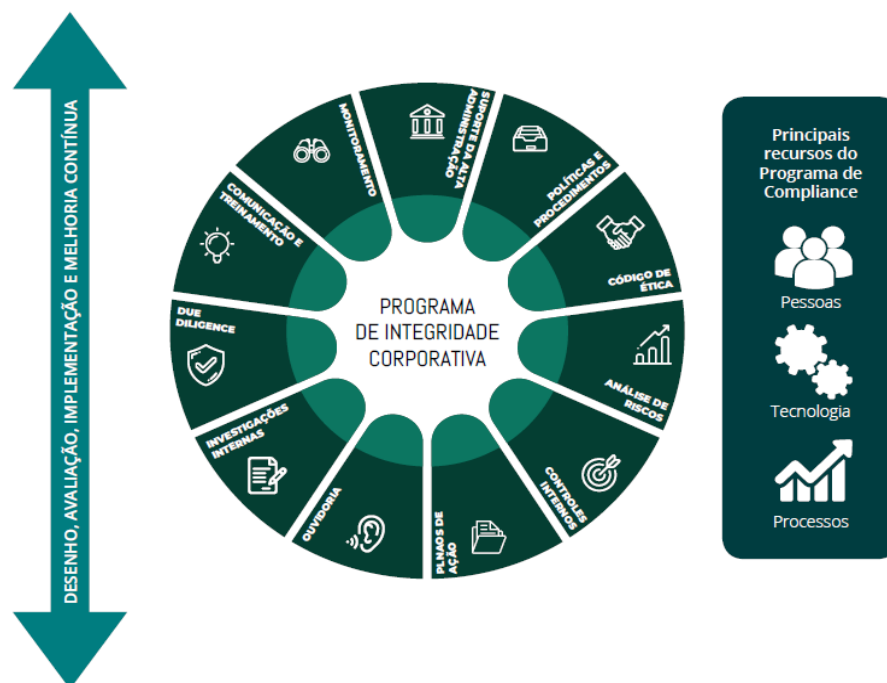 DESENHO, AVALIAÇÃO, IMPLEMENTAÇÃO E MELHORIA CONTÍNUA
SUPORTE DA ALTA
ADMINISTRAÇÃO
POLÍTICAS E
PROCEDIMENTOS
CÓDIGO DE
ÉTICA
ANÁLISE DE
RISCOS
CONTROLES
INTERNOS
PLNAOS DE
AÇÃO
OUVIDORIA
INVESTIGAÇÕES
INTERNAS
DUE
DILIGENCE
COMUNICAÇÃO E
TREINAMENTO
MONITORAMENTO
PROGRAMA
DE INTEGRIDADE
CORPORATIVA
Principais
recursos do
Programa de
Compliance
Pessoas
Tecnologia
Processos